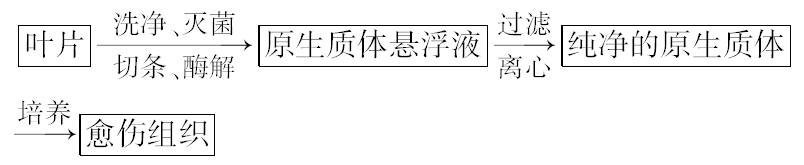 叶片 洗净、灭菌 切条、酶解 → 原生质体悬浮液 过滤 离心 → 纯净的原生质体
培养 → 愈伤组织